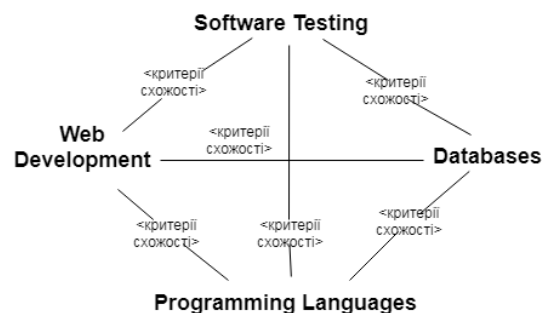 Software Testing
<критерії
схожості>
<критерії
схожості>
Web
Development
<критерії
схожості>
Databases
<критерії
схожості>
<критерії
схожості>
<критерії
схожості>
Programming Languages